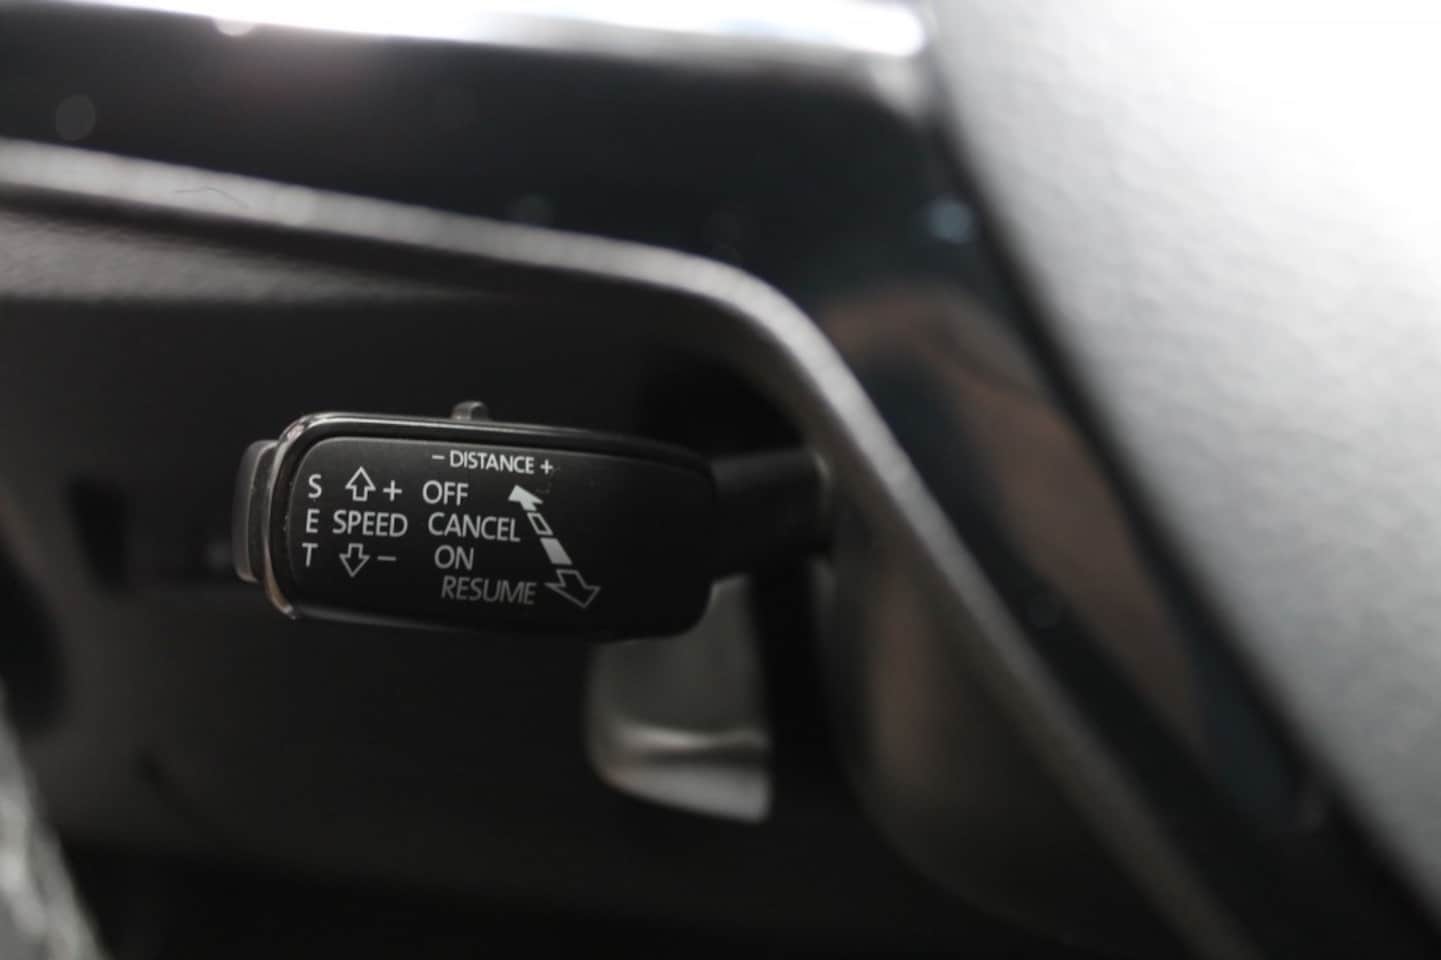 − DISTANCE +
S + OFF
E SPEED CANCEL
T − ON
RESUME